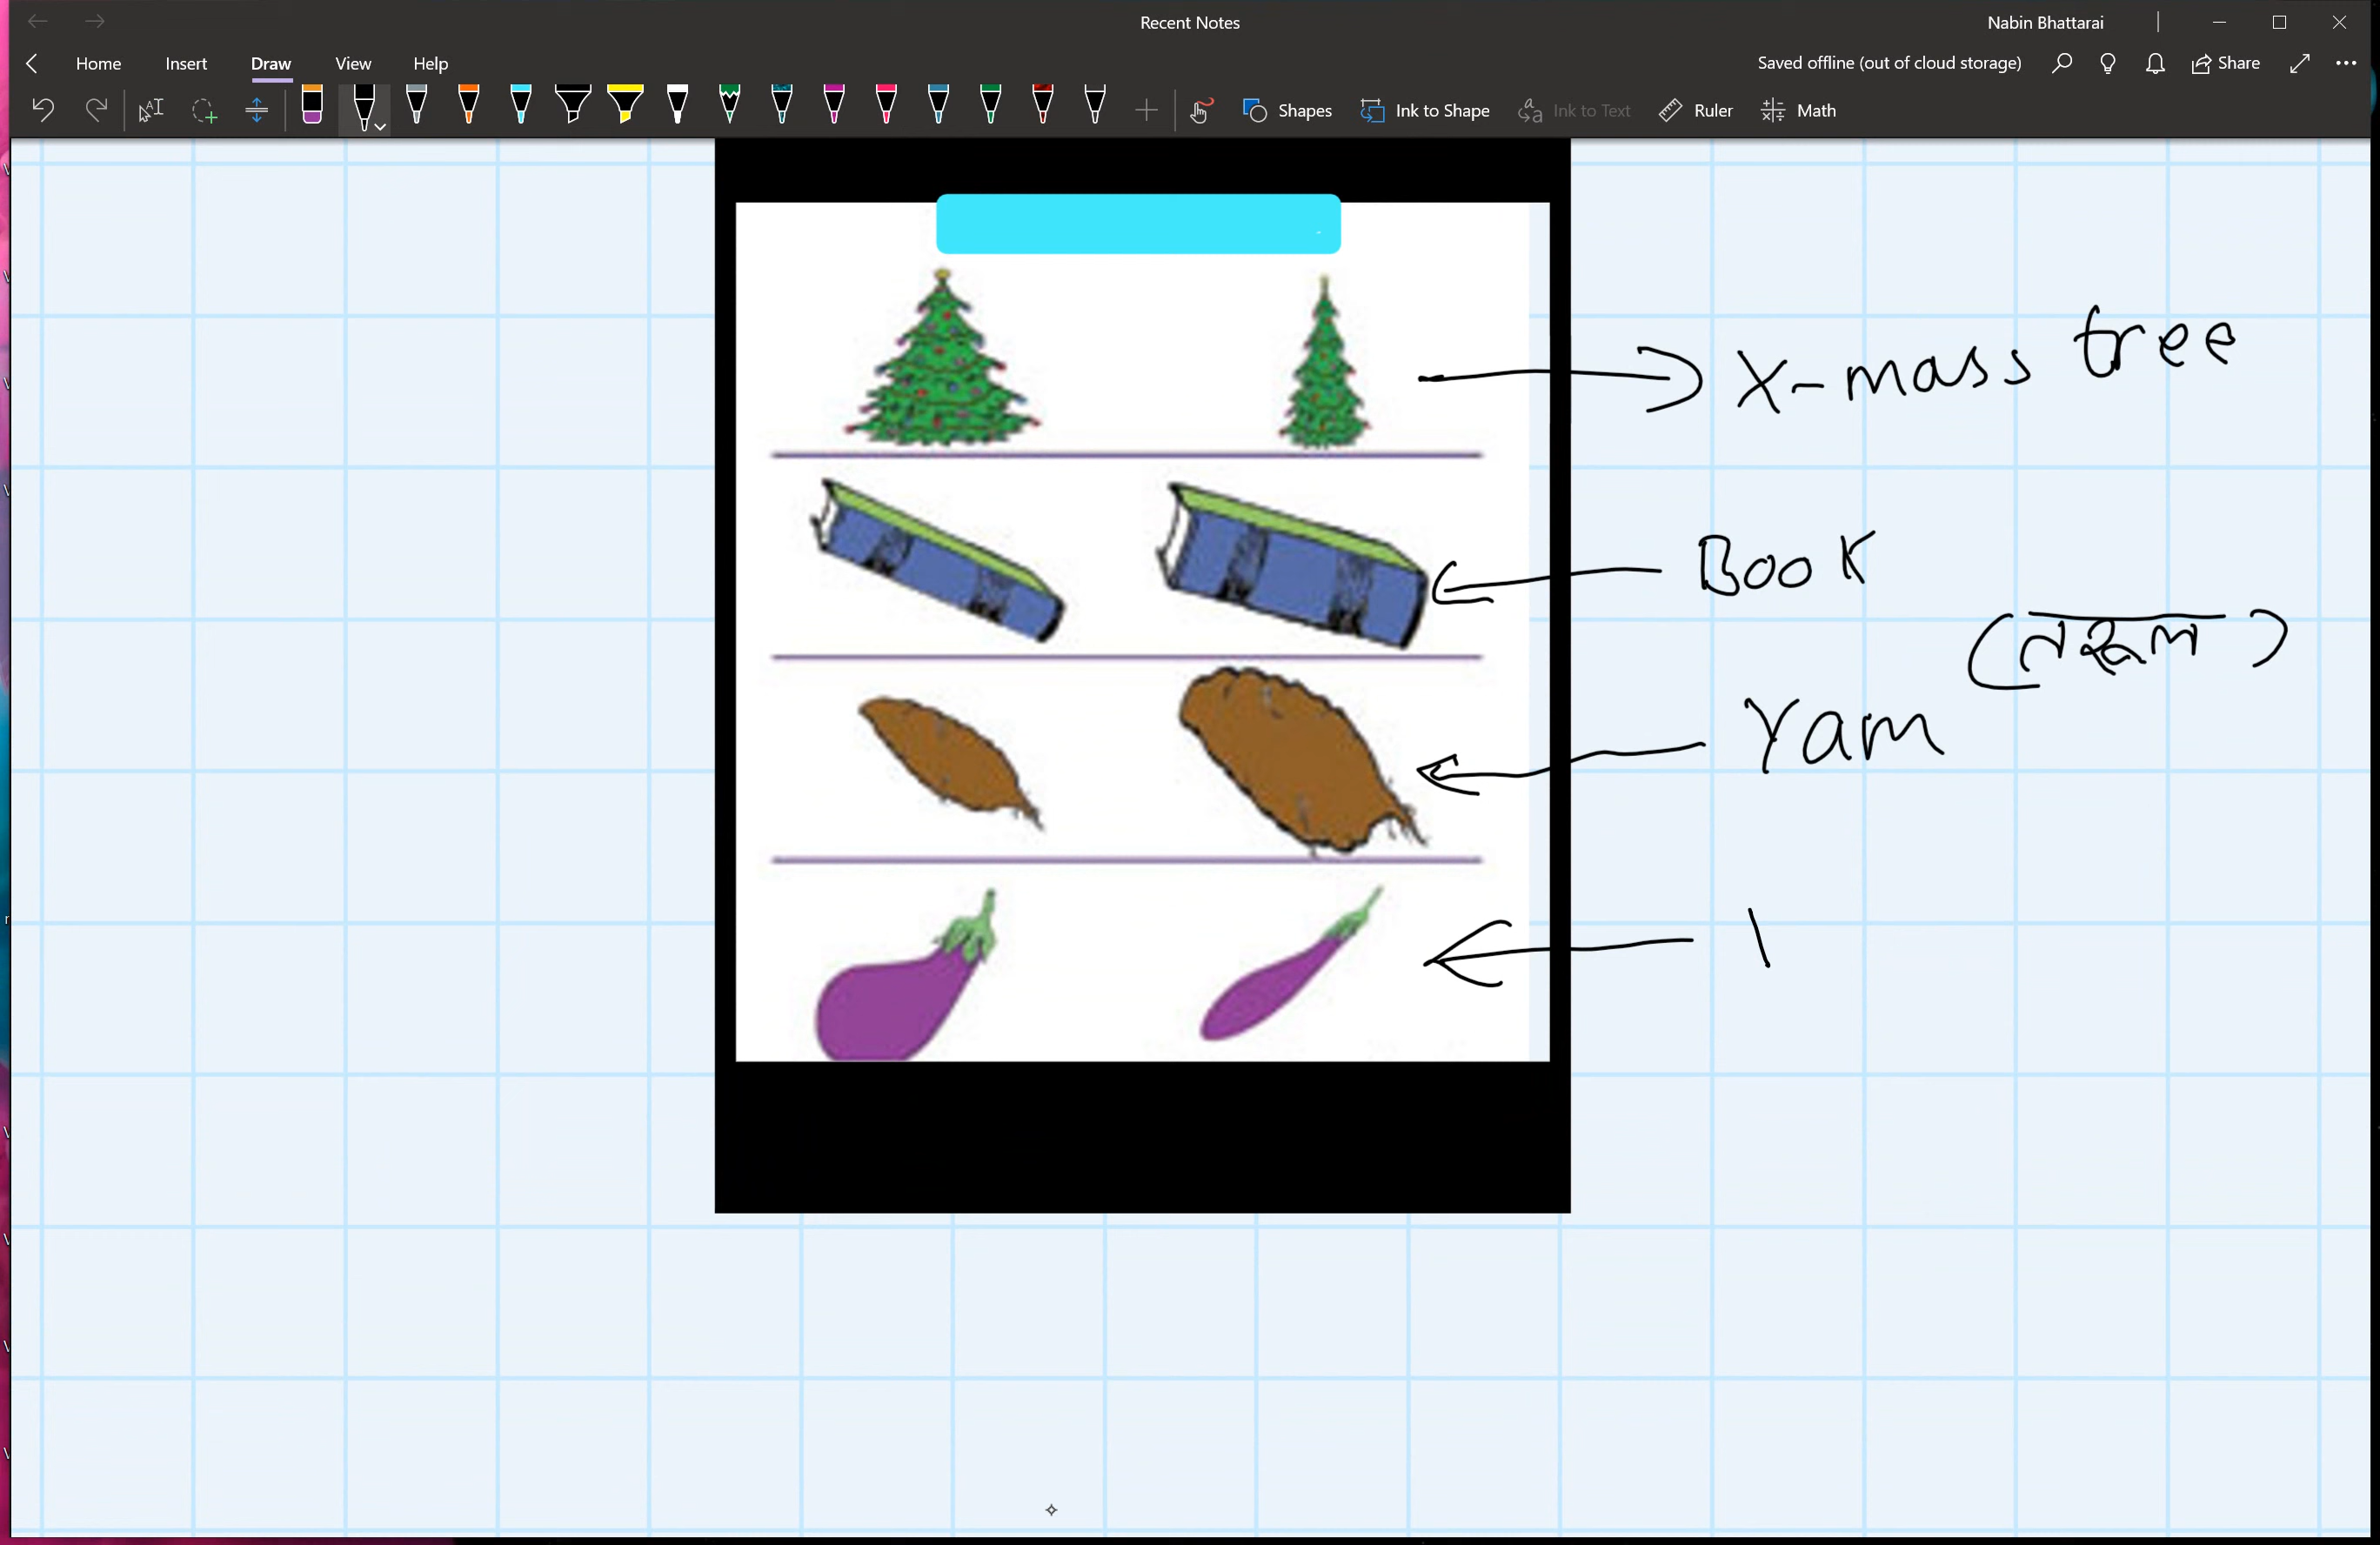 Recent Notes
Nabin Bhattarai
Home Insert Draw View Help
Saved offline (out of cloud storage)
Share
Shapes Ink to Shape Ink to Text Ruler Math
X-mass tree
Book
Yam